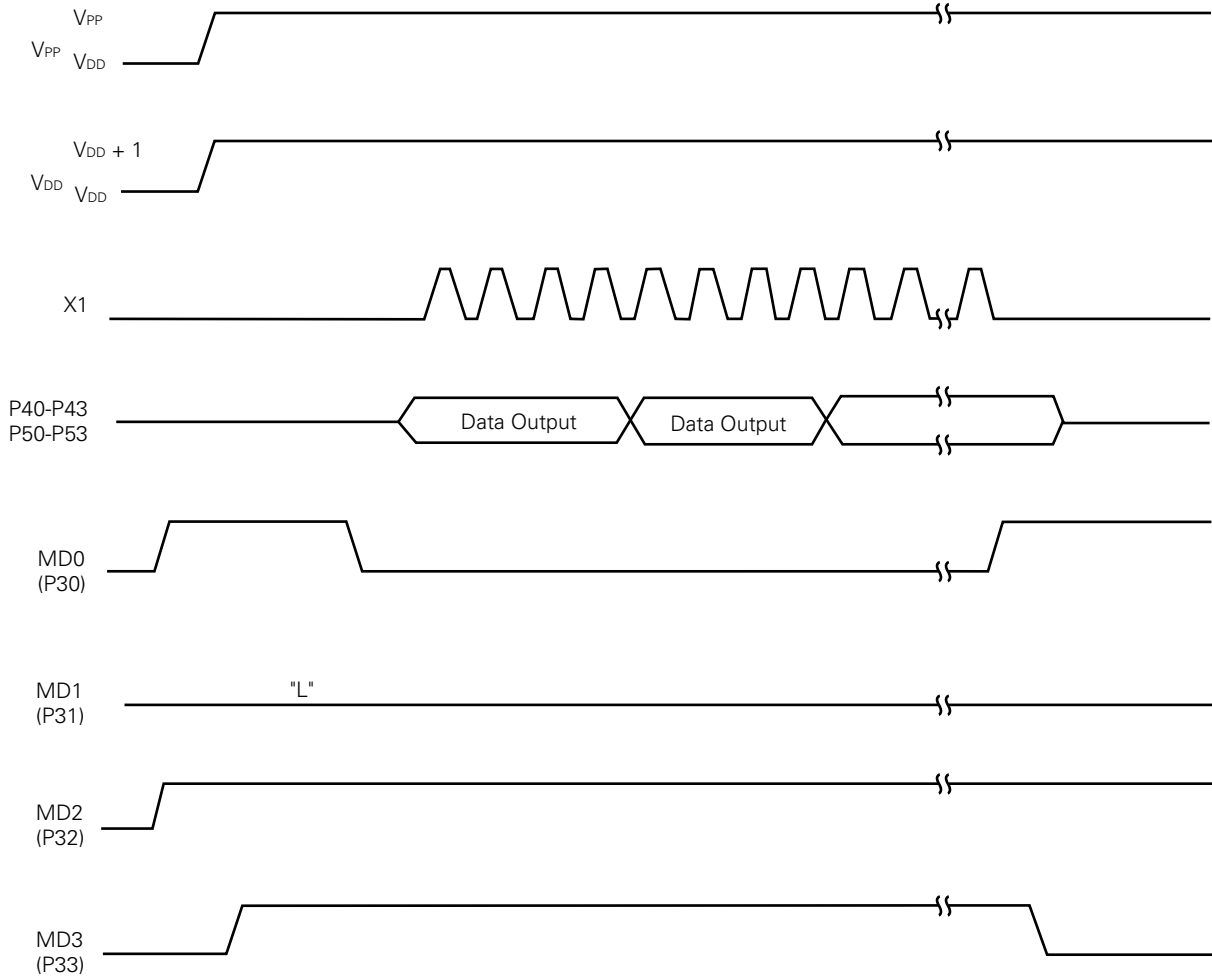 VPP
VPP
VDD
VDD + 1
VDD
VDD
X1
P40-P43
P50-P53
Data Output
Data Output
MD0
(P30)
MD1
(P31)
"L"
MD2
(P32)
MD3
(P33)